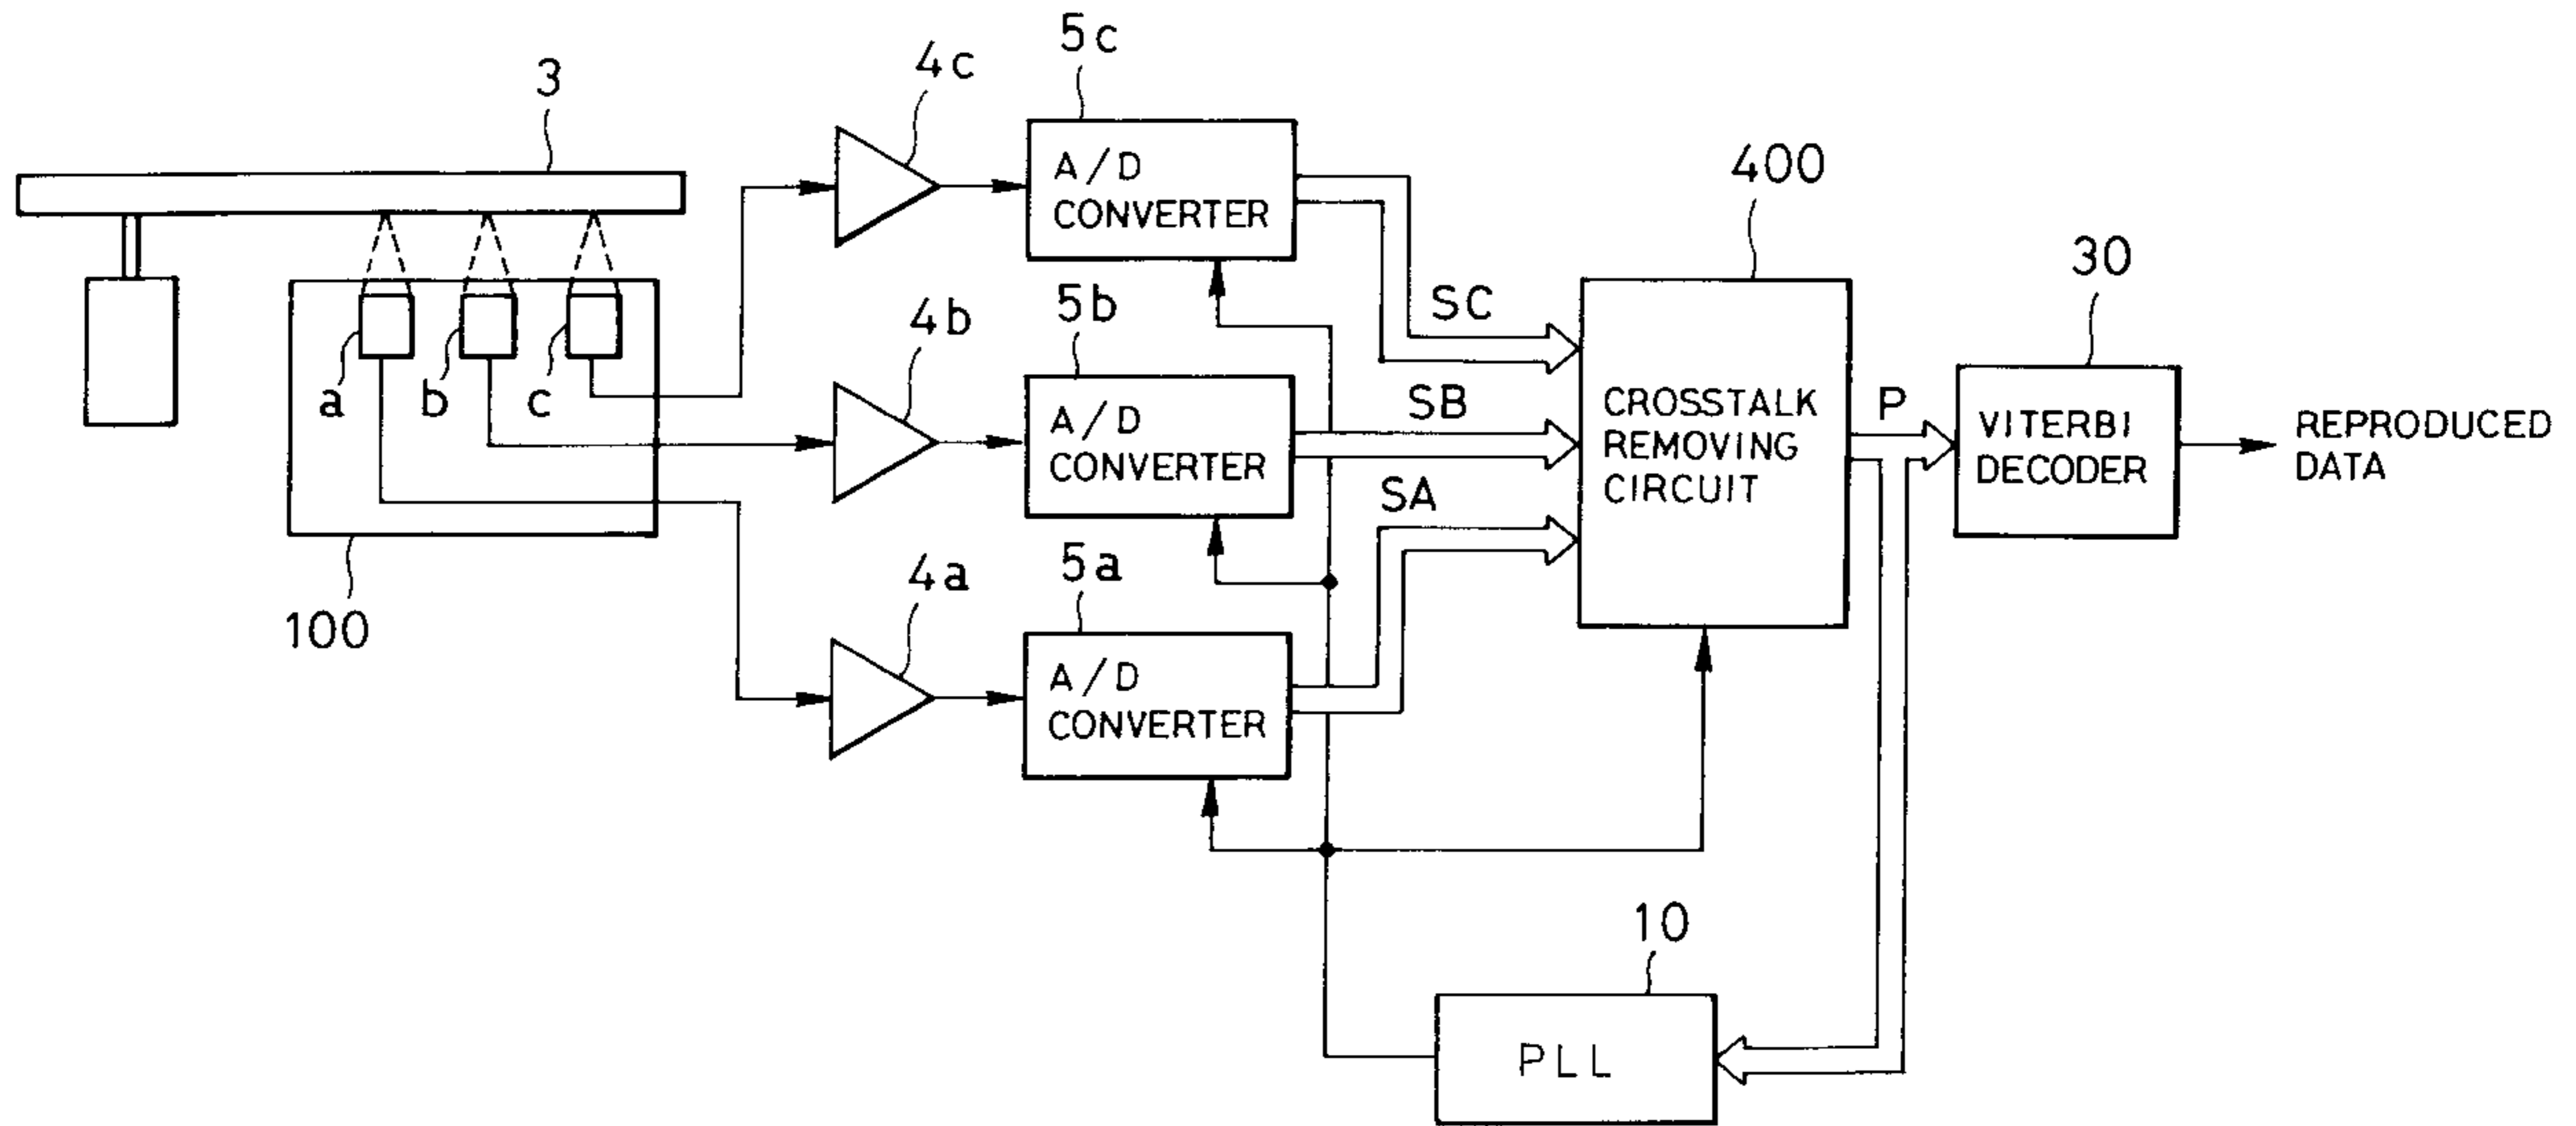 3
100
a
b
c
4c
4b
4a
5c
A/D
CONVERTER
5b
A/D
CONVERTER
5a
A/D
CONVERTER
SC
SB
SA
400
CROSSTALK
REMOVING
CIRCUIT
P
30
VITERBI
DECODER
REPRODUCED
DATA
10
PLL